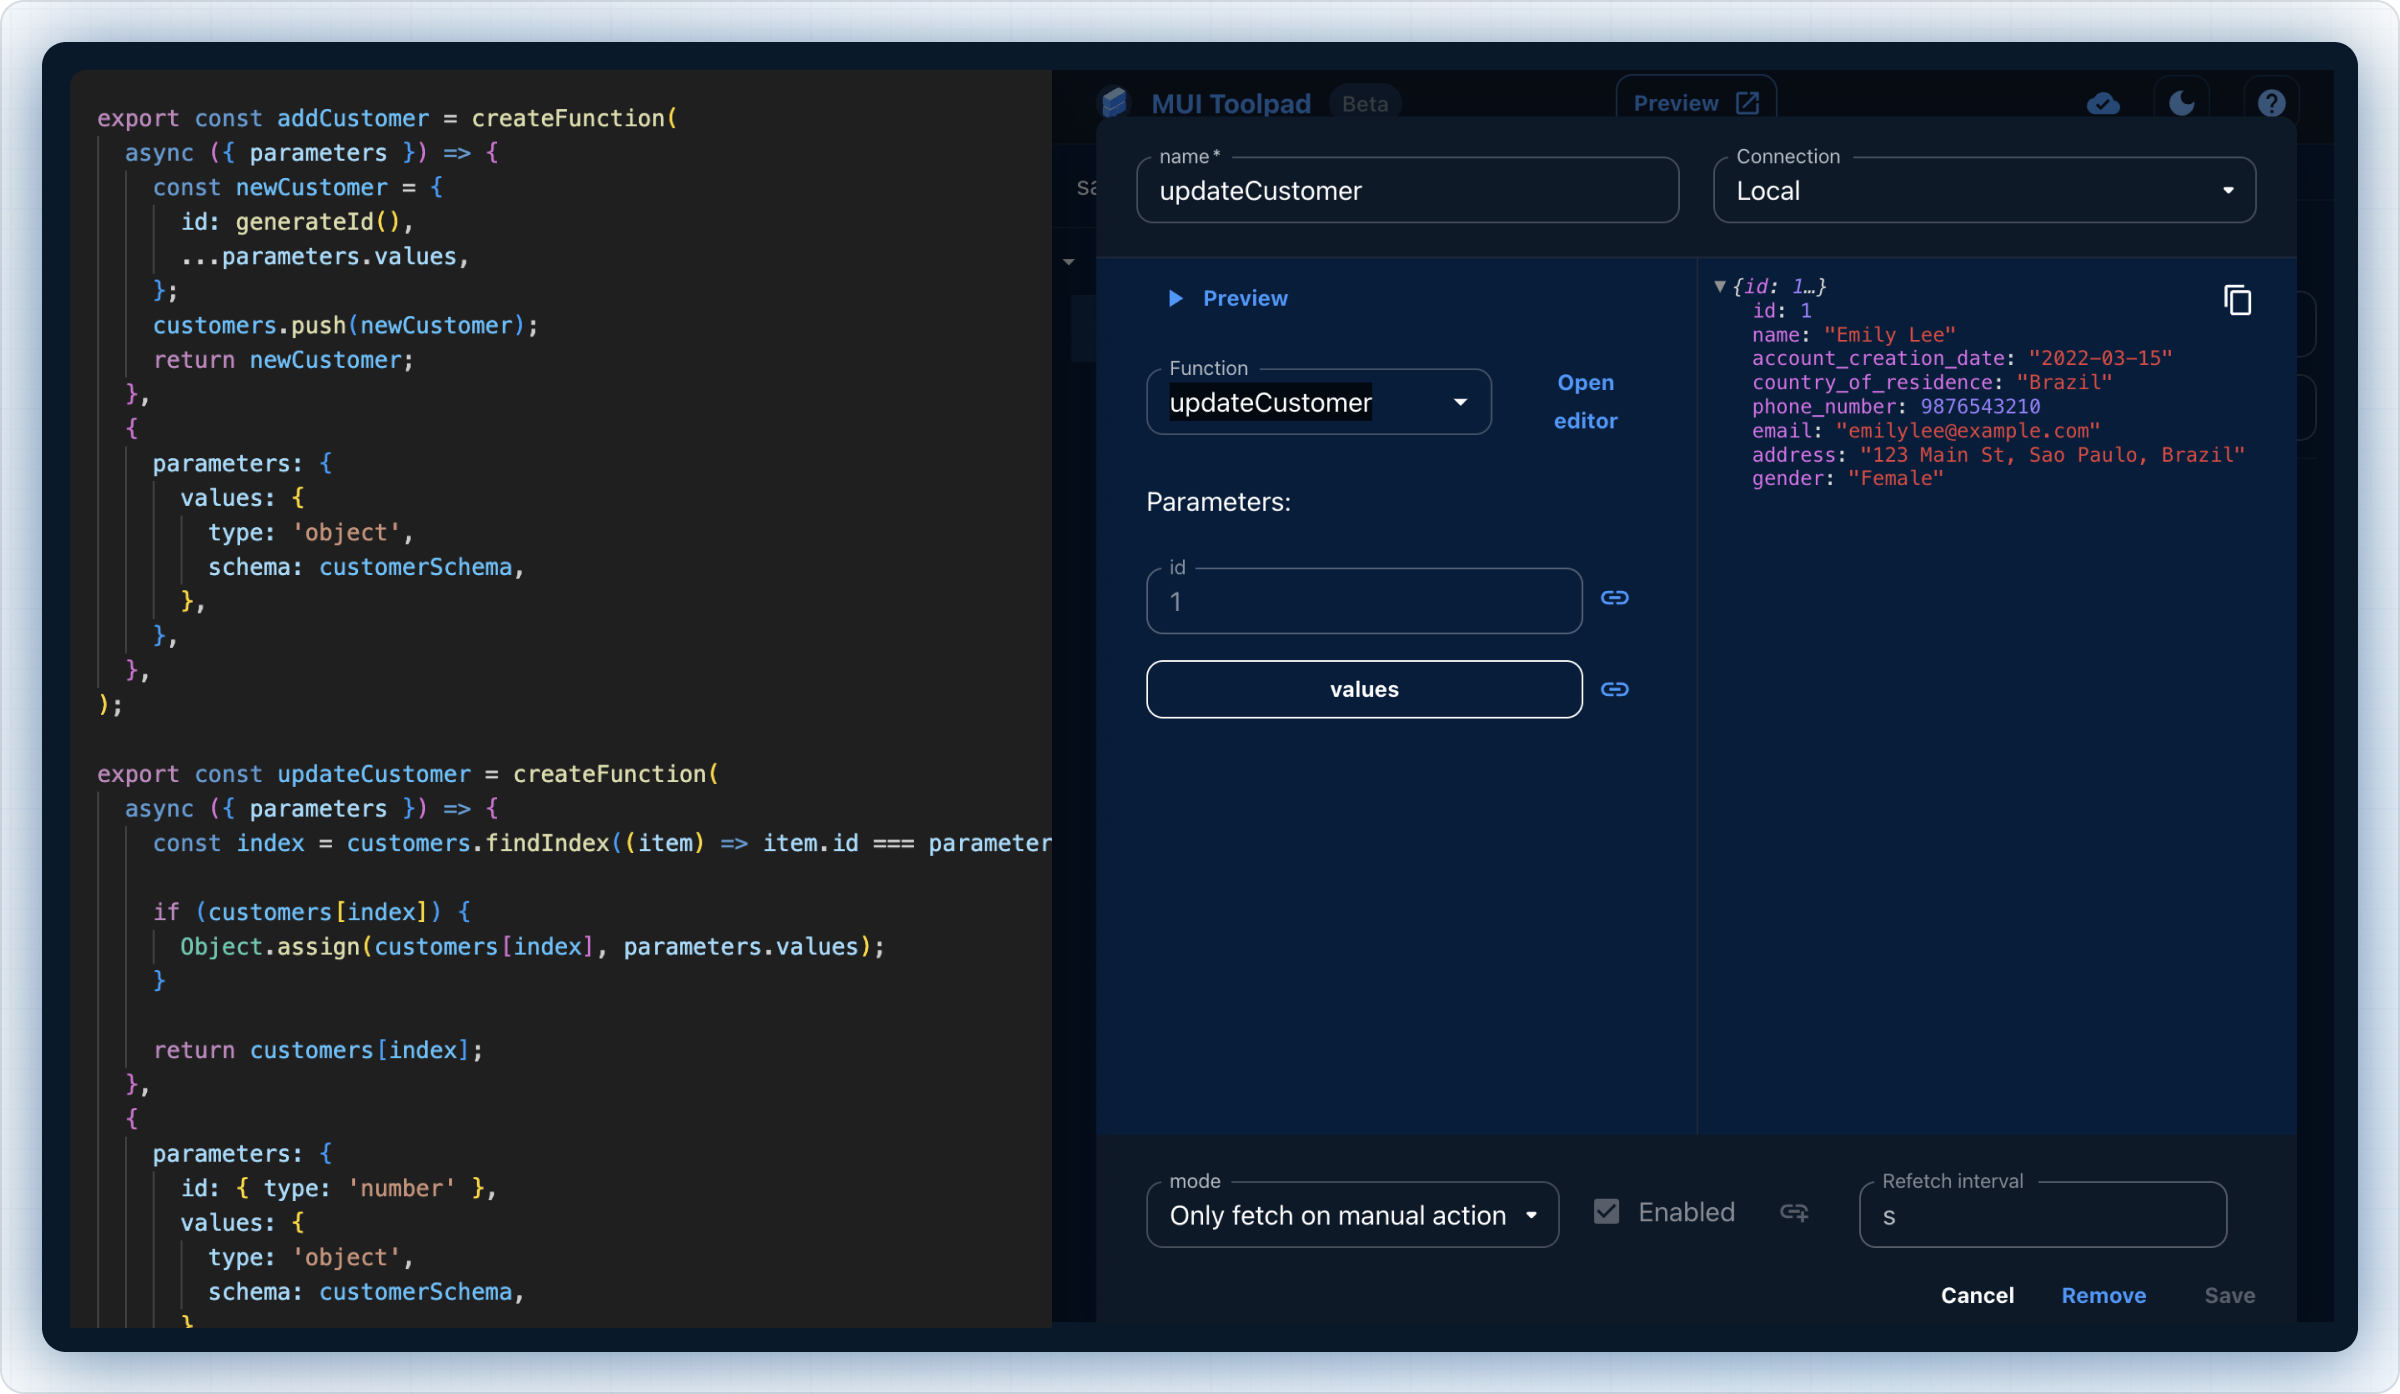 export const addCustomer = createFunction(
async ({ parameters }) => {
const newCustomer = {
id: generateId(),
...parameters.values,
};
customers.push(newCustomer);
return newCustomer;
},
{
parameters: {
values: {
type: 'object',
schema: customerSchema,
},
},
},
);
export const updateCustomer = createFunction(
async ({ parameters }) => {
const index = customers.findIndex((item) => item.id === parameter
if (customers[index]) {
Object.assign(customers[index], parameters.values);
}
return customers[index];
},
{
parameters: {
id: { type: 'number' },
values: {
type: 'object',
schema: customerSchema,
}
MUI Toolpad Beta
Preview
sa
name*
updateCustomer
Connection
Local
Preview
Function
updateCustomer
Open
editor
Parameters:
id
1
values
▼{id: 1…}
id: 1
name: "Emily Lee"
account_creation_date: "2022-03-15"
country_of_residence: "Brazil"
phone_number: 9876543210
email: "emilylee@example.com"
address: "123 Main St, Sao Paulo, Brazil"
gender: "Female"
mode
Only fetch on manual action
Enabled
Refetch interval
s
Cancel Remove Save